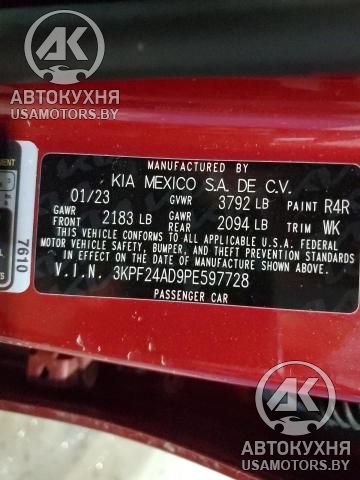 АК
АВТОКУХНЯ
USAMOTORS.BY
MANUFACTURED BY
KIA MEXICO S.A. DE C.V.
01/23 GVWR 3792 LB PAINT R4R
GAWR FRONT 2183 LB GAWR REAR 2094 LB TRIM WK
THIS VEHICLE CONFORMS TO ALL APPLICABLE U.S.A. FEDERAL
MOTOR VEHICLE SAFETY, BUMPER, AND THEFT PREVENTION STANDARDS
IN EFFECT ON THE DATE OF MANUFACTURE SHOWN ABOVE.
V.I.N. 3KPF24AD9PE597728
PASSENGER CAR
7610
АК
АВТОКУХНЯ
USAMOTORS.BY